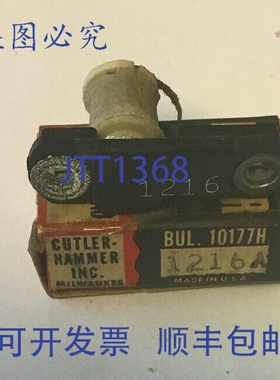 图必究
JTT1368
1216
CUTLER-
HAMMER
INC.
MILWAUKEE
BUL. 10177H
1216A
MADE IN U.S.A.
可开发票 顺丰包邮